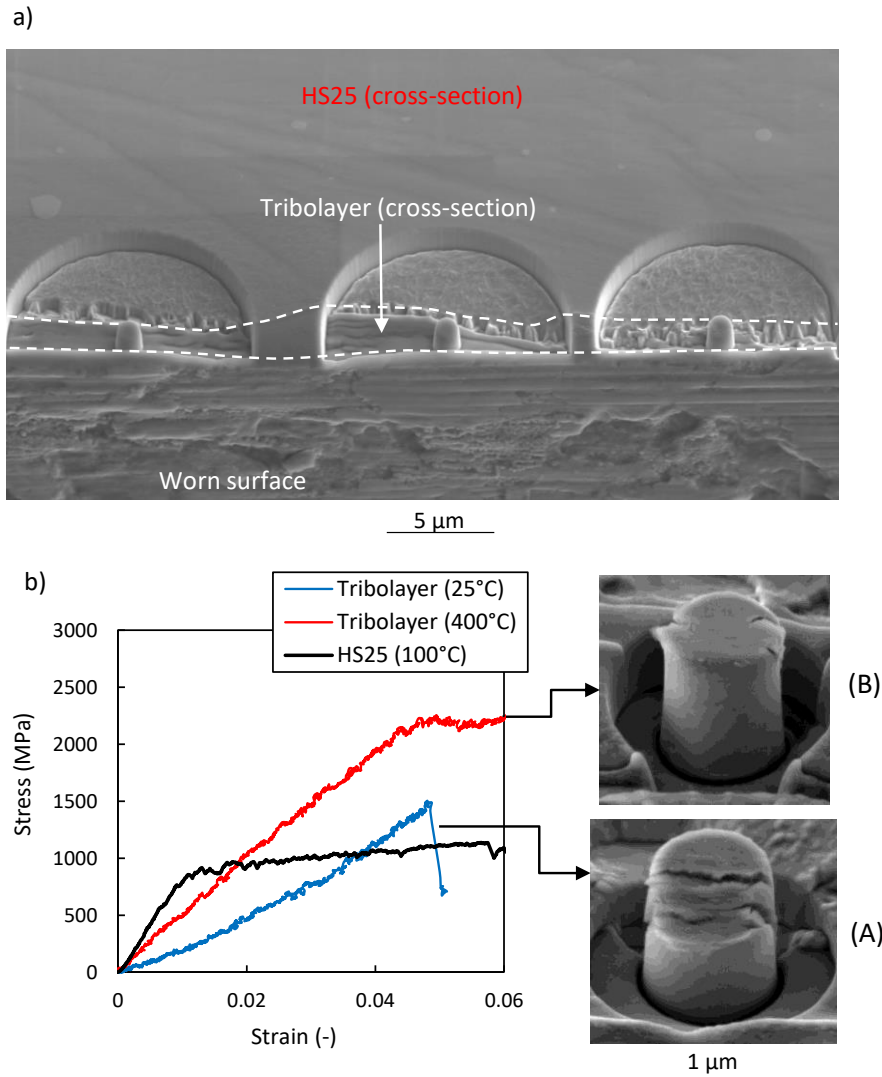 a)
HS25 (cross-section)
Tribolayer (cross-section)
Worn surface
5 μm
b)
Tribolayer (25°C)
Tribolayer (400°C)
HS25 (100°C)
3000
2500
2000
1500
1000
500
0
Stress (MPa)
0
0.02
0.04
0.06
Strain (-)
(B)
(A)
1 μm